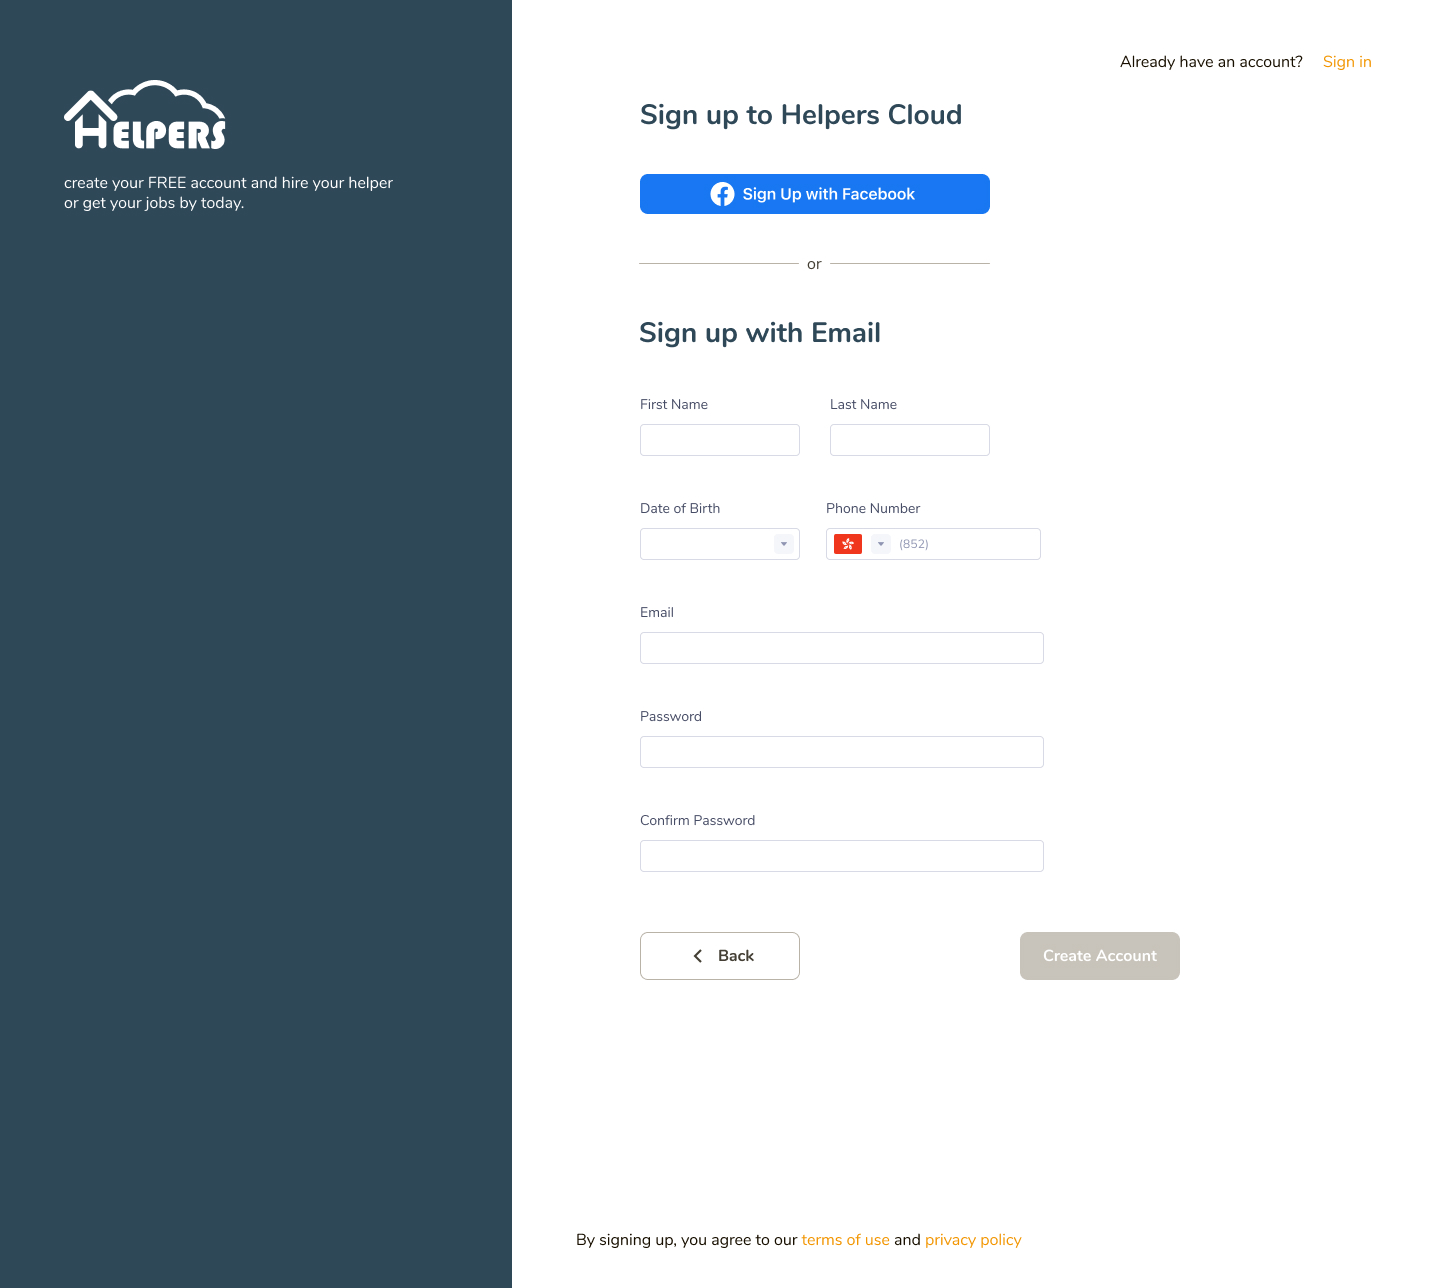 HELPERS
create your FREE account and hire your helper
or get your jobs by today.
Already have an account? Sign in
Sign up to Helpers Cloud
Sign Up with Facebook
or
Sign up with Email
First Name Last Name
Date of Birth Phone Number
(852)
Email
Password
Confirm Password
Back Create Account
By signing up, you agree to our terms of use and privacy policy